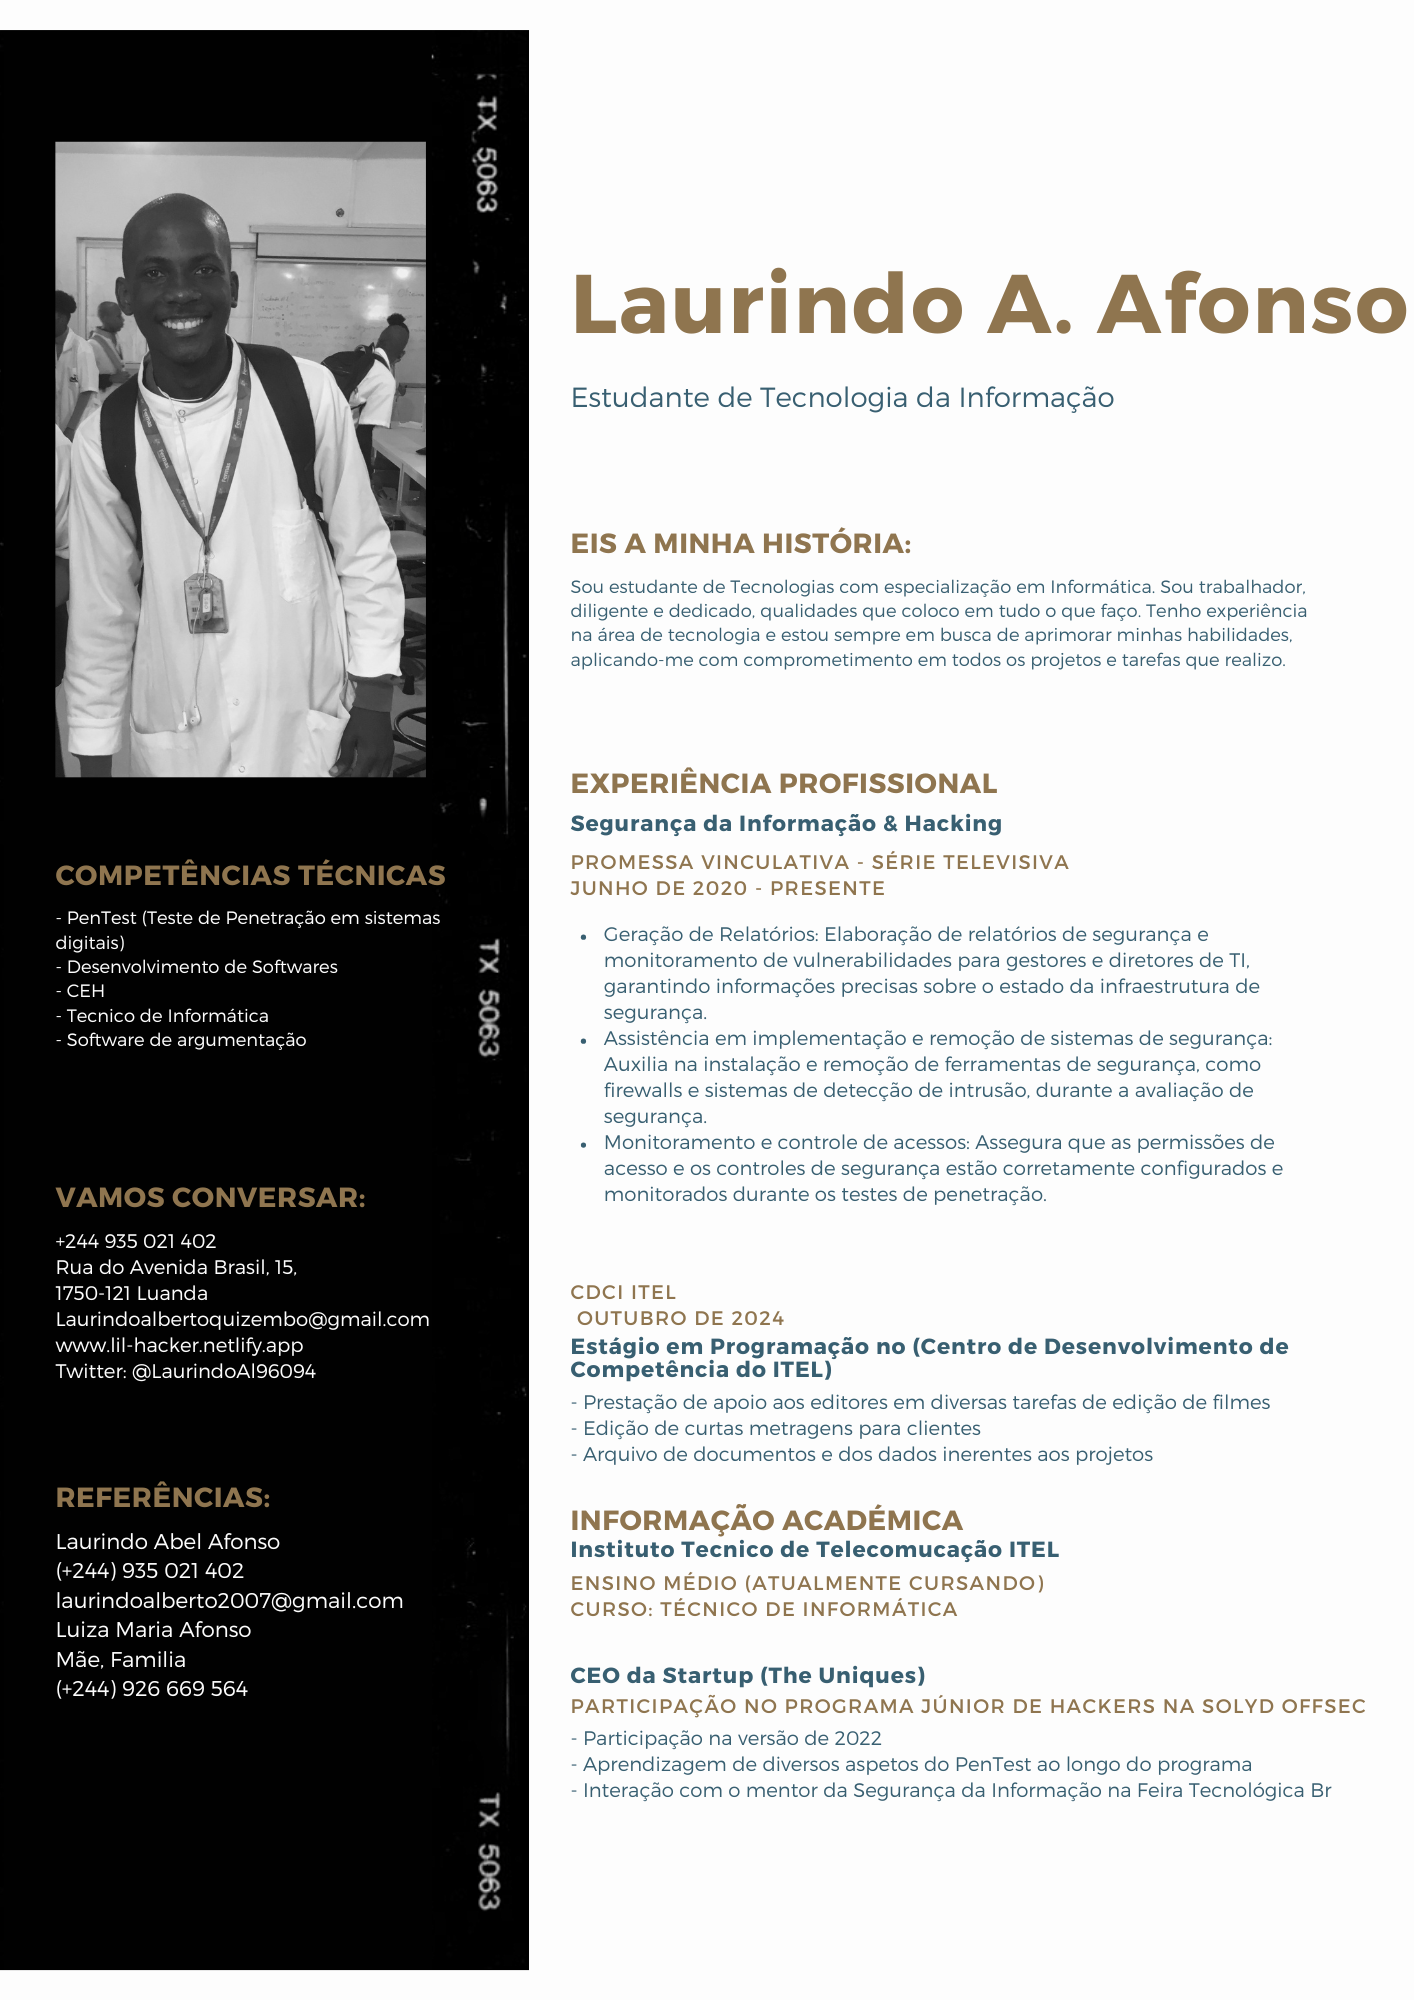 TX 5063
Laurindo A. Afonso
Estudante de Tecnologia da Informação
EIS A MINHA HISTÓRIA:
Sou estudante de Tecnologias com especialização em Informática. Sou trabalhador,
diligente e dedicado, qualidades que coloco em tudo o que faço. Tenho experiência
na área de tecnologia e estou sempre em busca de aprimorar minhas habilidades,
aplicando-me com comprometimento em todos os projetos e tarefas que realizo.
EXPERIÊNCIA PROFISSIONAL
Segurança da Informação & Hacking
PROMESSA VINCULATIVA - SÉRIE TELEVISIVA
JUNHO DE 2020 - PRESENTE
• Geração de Relatórios: Elaboração de relatórios de segurança e
monitoramento de vulnerabilidades para gestores e diretores de TI,
garantindo informações precisas sobre o estado da infraestrutura de
segurança.
• Assistência em implementação e remoção de sistemas de segurança:
Auxilia na instalação e remoção de ferramentas de segurança, como
firewalls e sistemas de detecção de intrusão, durante a avaliação de
segurança.
• Monitoramento e controle de acessos: Assegura que as permissões de
acesso e os controles de segurança estão corretamente configurados e
monitorados durante os testes de penetração.
CDCI ITEL
OUTUBRO DE 2024
Estágio em Programação no (Centro de Desenvolvimento de
Competência do ITEL)
- Prestação de apoio aos editores em diversas tarefas de edição de filmes
- Edição de curtas metragens para clientes
- Arquivo de documentos e dos dados inerentes aos projetos
INFORMAÇÃO ACADÉMICA
Instituto Tecnico de Telecomucação ITEL
ENSINO MÉDIO (ATUALMENTE CURSANDO)
CURSO: TÉCNICO DE INFORMÁTICA
CEO da Startup (The Uniques)
PARTICIPAÇÃO NO PROGRAMA JÚNIOR DE HACKERS NA SOLYD OFFSEC
- Participação na versão de 2022
- Aprendizagem de diversos aspetos do PenTest ao longo do programa
- Interação com o mentor da Segurança da Informação na Feira Tecnológica Br
COMPETÊNCIAS TÉCNICAS
- PenTest (Teste de Penetração em sistemas
digitais)
- Desenvolvimento de Softwares
- CEH
- Tecnico de Informática
- Software de argumentação
TX 5063
VAMOS CONVERSAR:
+244 935 021 402
Rua do Avenida Brasil, 15,
1750-121 Luanda
Laurindoalbertoquizembo@gmail.com
www.lil-hacker.netlify.app
Twitter: @LaurindoAl96094
REFERÊNCIAS:
Laurindo Abel Afonso
(+244) 935 021 402
laurindoalberto2007@gmail.com
Luiza Maria Afonso
Mãe, Familia
(+244) 926 669 564
TX 5063